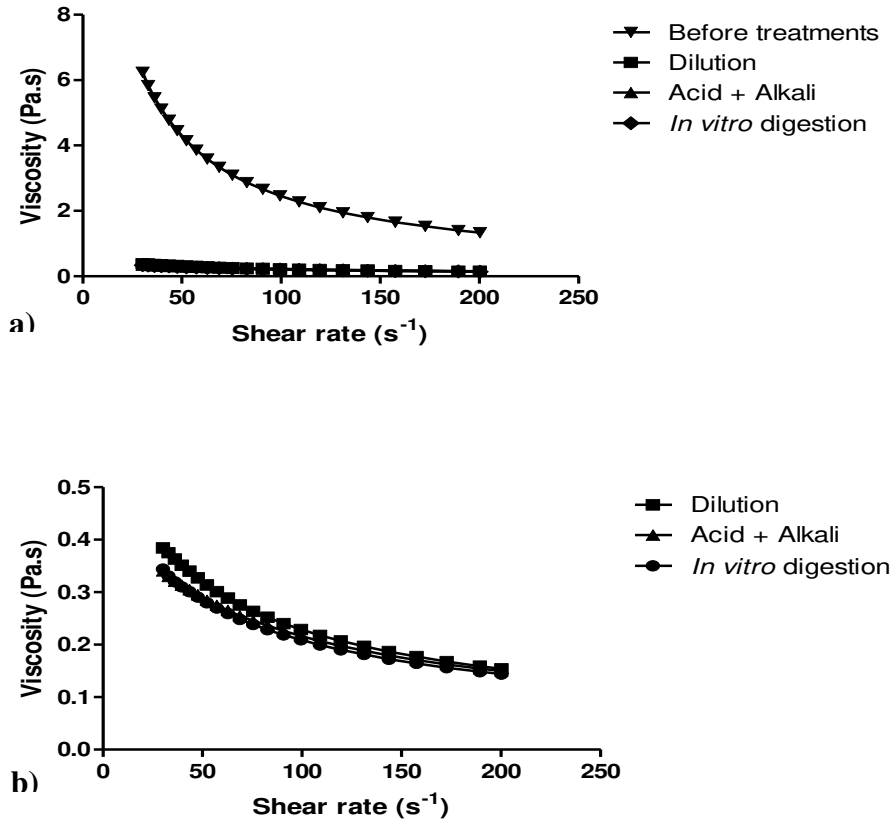 8
6
4
2
0
Viscosity (Pa.s)
0 50 100 150 200 250
Shear rate (s⁻¹)
a)
Before treatments
Dilution
Acid + Alkali
In vitro digestion
0.5
0.4
0.3
0.2
0.1
0.0
Viscosity (Pa.s)
0 50 100 150 200 250
Shear rate (s⁻¹)
b)
Dilution
Acid + Alkali
In vitro digestion